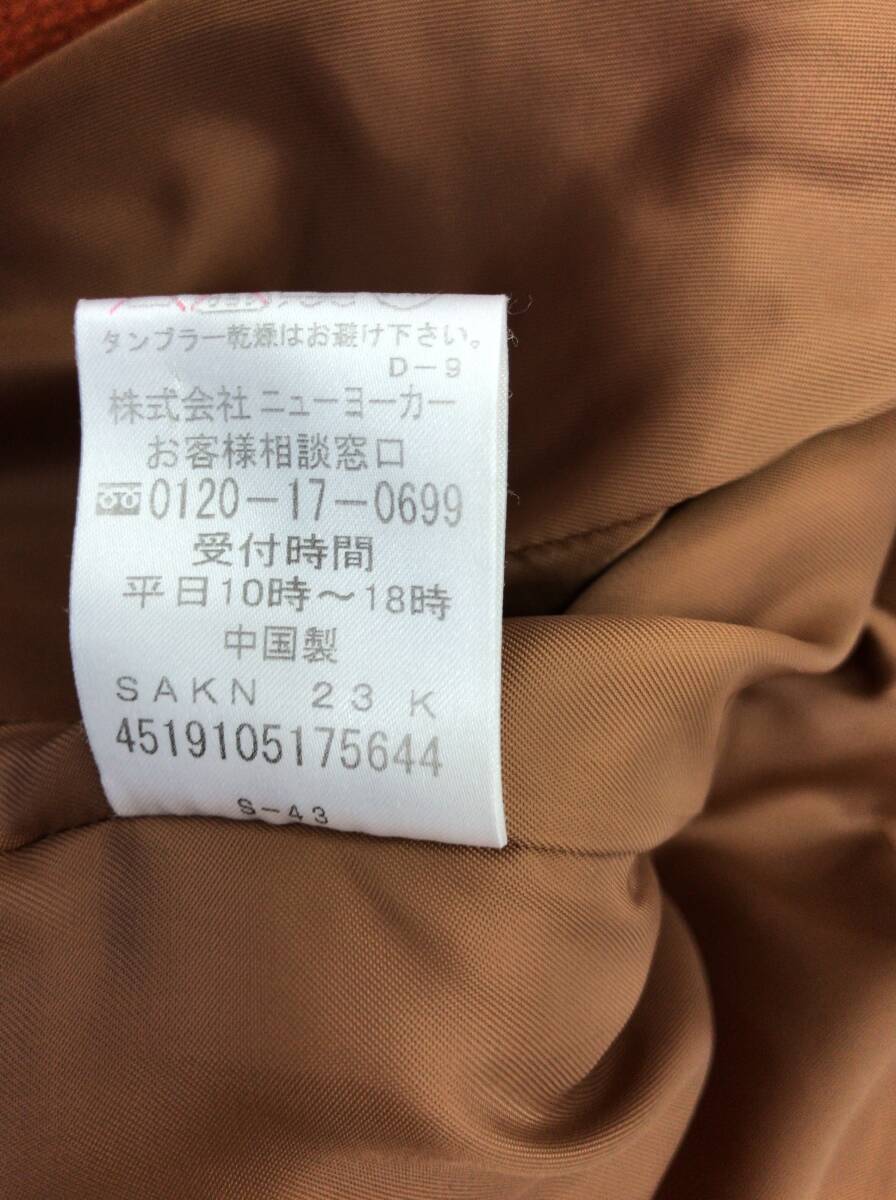 タンブラー乾燥はお避け下さい。
D-9
株式会社ニューヨーカー
お客様相談窓口
0120-17-0699
受付時間
平日10時～18時
中国製
SAKN 23 K
4519105175644
S-43